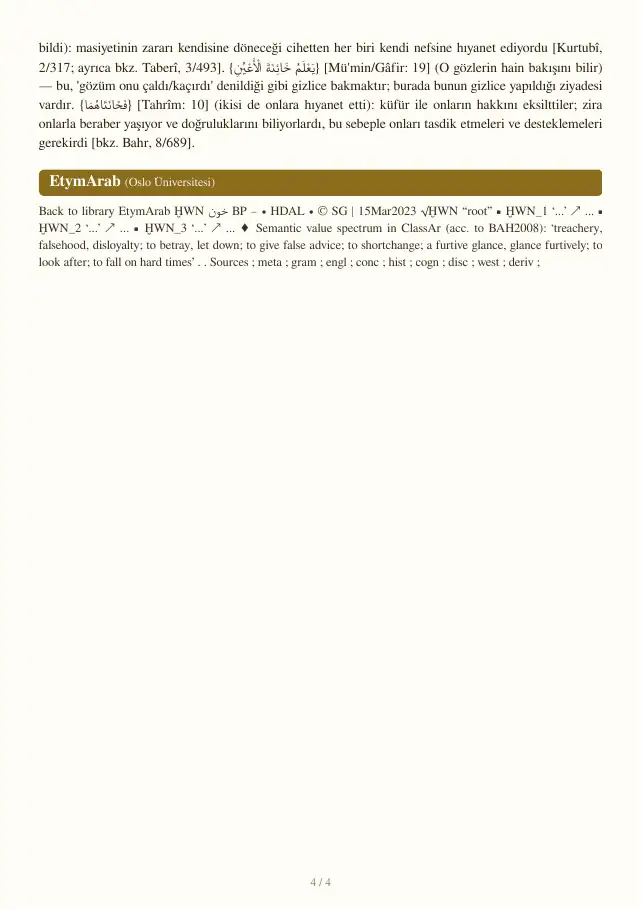 bildi): masiyetinin zararı kendisine döneceği cihetten her biri kendi nefsine hıyanet ediyordu [Kurtubî,
2/317; ayrıca bkz. Taberî, 3/493]. {يَعْلَمُ خَائِنَةَ الْأَعْيُنِ} [Mü'min/Gâfir: 19] (O gözlerin hain bakışını bilir)
— bu, 'gözüm onu çaldı/kaçırdı' denildiği gibi gizlice bakmaktır; burada bunun gizlice yapıldığı ziyadesi
vardır. {فَخَانَتَاهُمَا} [Tahrîm: 10] (ikisi de onlara hıyanet etti): küfür ile onların hakkını eksilttiler; zira
onlarla beraber yaşıyor ve doğruluklarını biliyorlardı, bu sebeple onları tasdik etmeleri ve desteklemeleri
gerekirdi [bkz. Bahr, 8/689].
EtymArab (Oslo Üniversitesi)
Back to library EtymArab ḪWN خون BP – • HDAL • © SG | 15Mar2023 √ḪWN “root” ▪ ḪWN_1 ‘...’ ↗ ... ▪
ḪWN_2 ‘...’ ↗ ... ▪ ḪWN_3 ‘...’ ↗ ... ♦ Semantic value spectrum in ClassAr (acc. to BAH2008): ‘treachery,
falsehood, disloyalty; to betray, let down; to give false advice; to shortchange; a furtive glance, glance furtively; to
look after; to fall on hard times’ . . Sources ; meta ; gram ; engl ; conc ; hist ; cogn ; disc ; west ; deriv ;
4 / 4